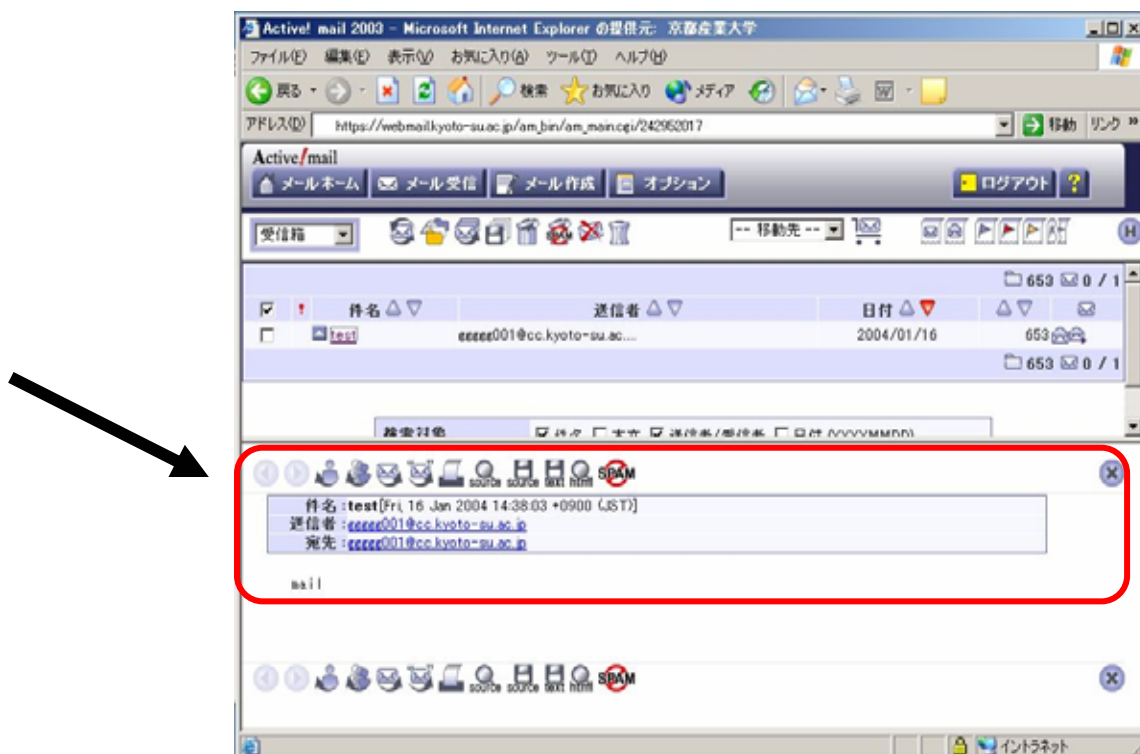 Active! mail 2003 - Microsoft Internet Explorer の提供元: 京都産業大学
ファイル(F) 編集(E) 表示(V) お気に入り(A) ツール(T) ヘルプ(H)
戻る 検索 お気に入り メディア
アドレス(D) https://webmail.kyoto-su.ac.jp/am_bin/am_main.cgi/242952017 移動 リンク »
Active!mail
メールホーム メール受信 メール作成 オプション ログアウト ?
受信箱 -- 移動先 -- H
653 0 / 1
! 件名 送信者 日付
test ggggg001@cc.kyoto-su.ac.... 2004/01/16 653
653 0 / 1
検索対象 件名 本文 送信者/受信者 日付 (YYYYMMDD)
source source text html SPAM
件名 :test[Fri, 16 Jan 2004 14:38:03 +0900 (JST)]
送信者 :ggggg001@cc.kyoto-su.ac.jp
宛先 :ggggg001@cc.kyoto-su.ac.jp
mail
source source text html SPAM
イントラネット